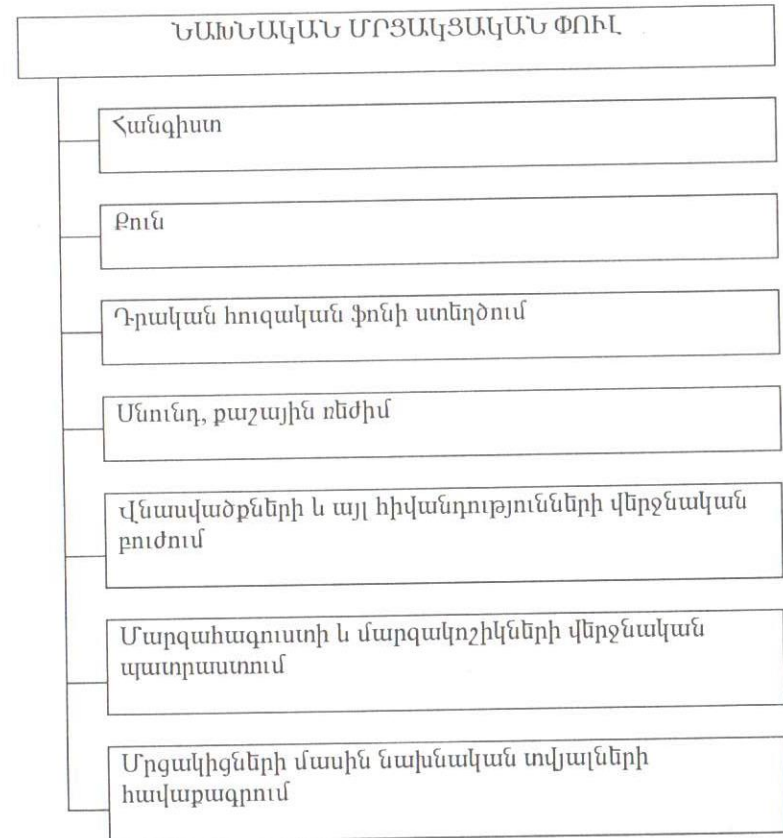 ՆԱԽՆԱԿԱՆ ՄՐՑԱԿՑԱԿԱՆ ՓՈՒԼ
Հանգիստ
Քուն
Դրական հուզական ֆոնի ստեղծում
Սնունդ, քաշային ռեժիմ
Վնասվածքների և այլ հիվանդությունների վերջնական
բուժում
Մարզահագուստի և մարզակոշիկների վերջնական
պատրաստում
Մրցակիցների մասին նախնական տվյալների
հավաքագրում